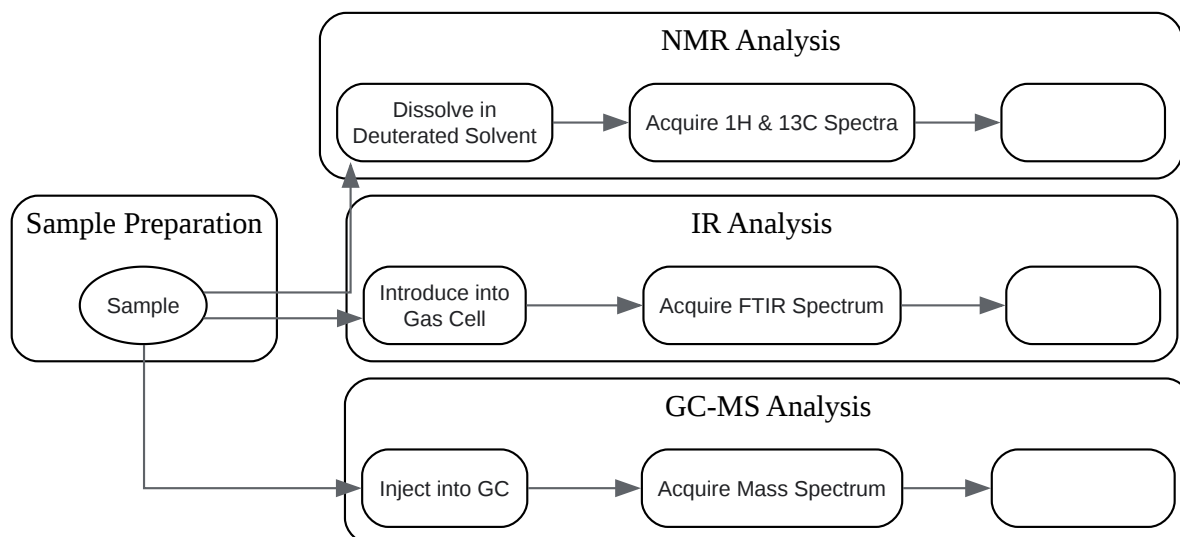 NMR Analysis
Dissolve in
Deuterated Solvent
Acquire 1H & 13C Spectra
Sample Preparation
Sample
IR Analysis
Introduce into
Gas Cell
Acquire FTIR Spectrum
GC-MS Analysis
Inject into GC
Acquire Mass Spectrum